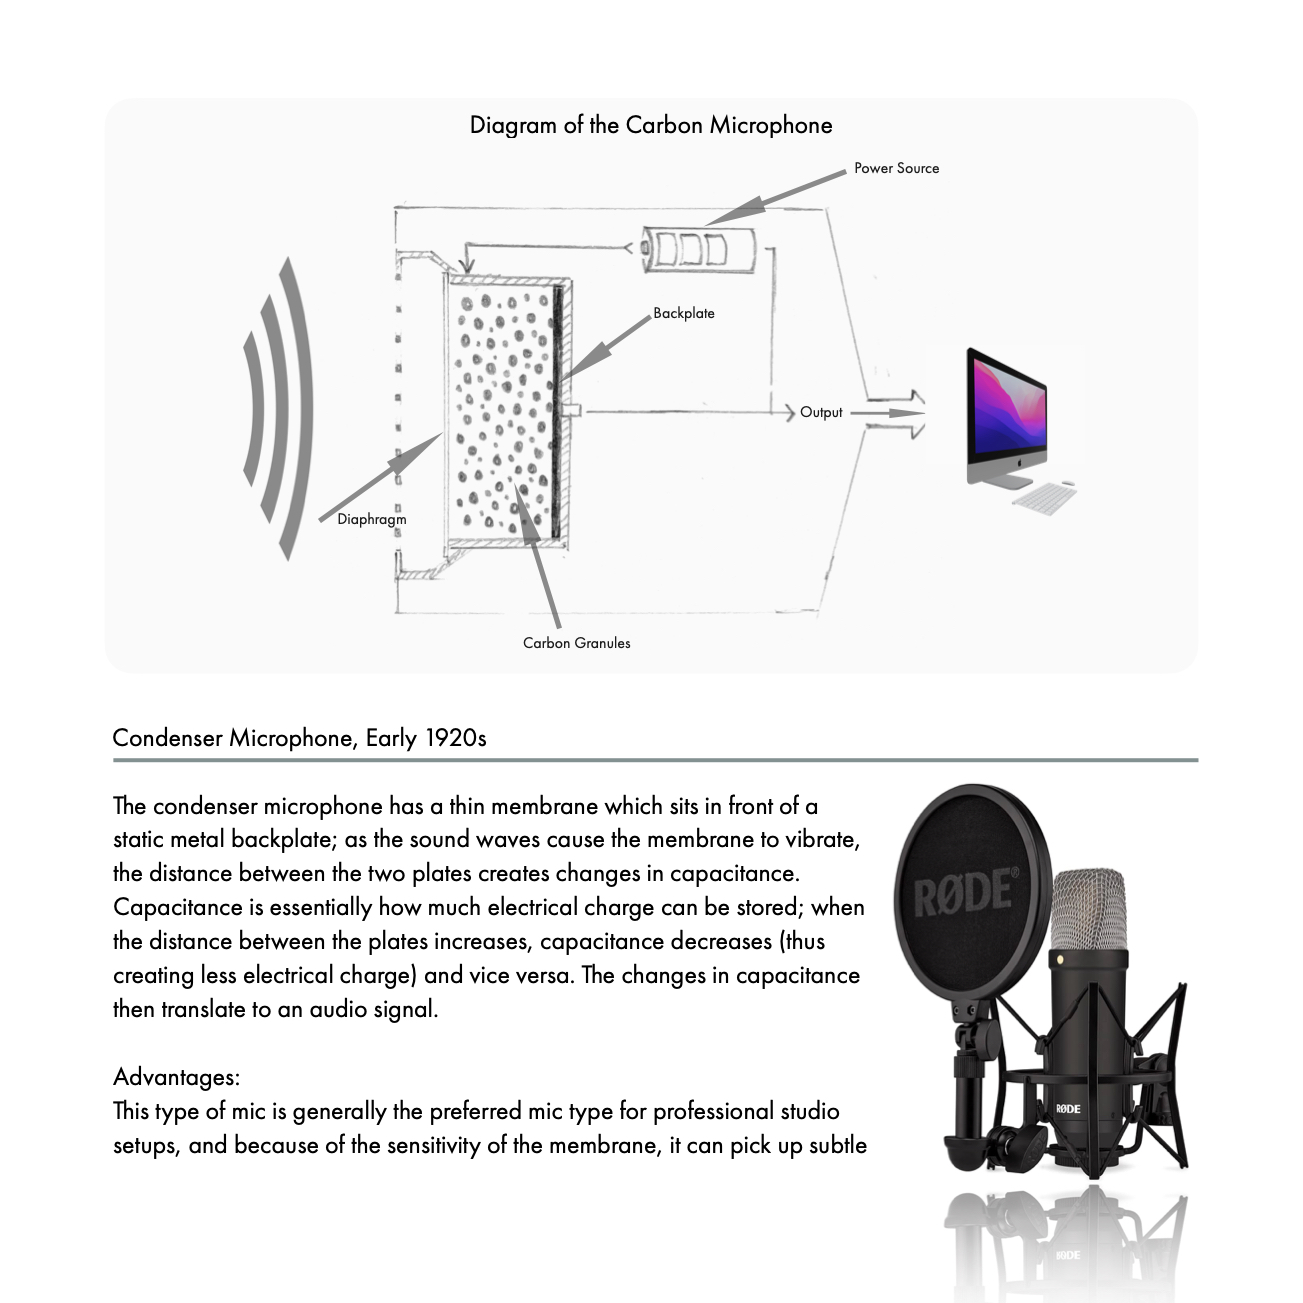 Diagram of the Carbon Microphone
Power Source
Backplate
Output
Diaphragm
Carbon Granules
Condenser Microphone, Early 1920s
The condenser microphone has a thin membrane which sits in front of a
static metal backplate; as the sound waves cause the membrane to vibrate,
the distance between the two plates creates changes in capacitance.
Capacitance is essentially how much electrical charge can be stored; when
the distance between the plates increases, capacitance decreases (thus
creating less electrical charge) and vice versa. The changes in capacitance
then translate to an audio signal.
Advantages:
This type of mic is generally the preferred mic type for professional studio
setups, and because of the sensitivity of the membrane, it can pick up subtle
RØDE®
RØDE
RØDE